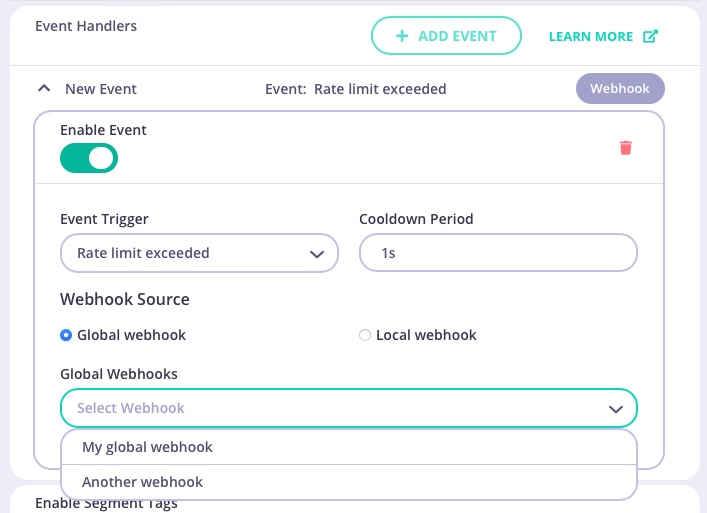 Event Handlers
ADD EVENT
LEARN MORE
New Event
Event: Rate limit exceeded
Webhook
Enable Event
Event Trigger
Cooldown Period
Rate limit exceeded
1s
Webhook Source
Global webhook
Local webhook
Global Webhooks
Select Webhook
My global webhook
Another webhook
Enable Segment Tags